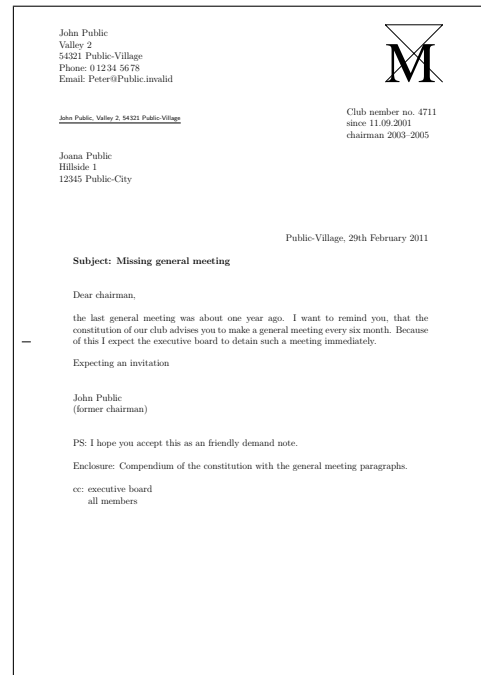 John Public
Valley 2
54321 Public-Village
Phone: 0 12 34 56 78
Email: Peter@Public.invalid
M
Club nember no. 4711
since 11.09.2001
chairman 2003–2005
John Public, Valley 2, 54321 Public-Village
Joana Public
Hillside 1
12345 Public-City
Public-Village, 29th February 2011
Subject: Missing general meeting
Dear chairman,
the last general meeting was about one year ago. I want to remind you, that the
constitution of our club advises you to make a general meeting every six month. Because
of this I expect the executive board to detain such a meeting immediately.
Expecting an invitation
John Public
(former chairman)
PS: I hope you accept this as an friendly demand note.
Enclosure: Compendium of the constitution with the general meeting paragraphs.
cc: executive board
all members